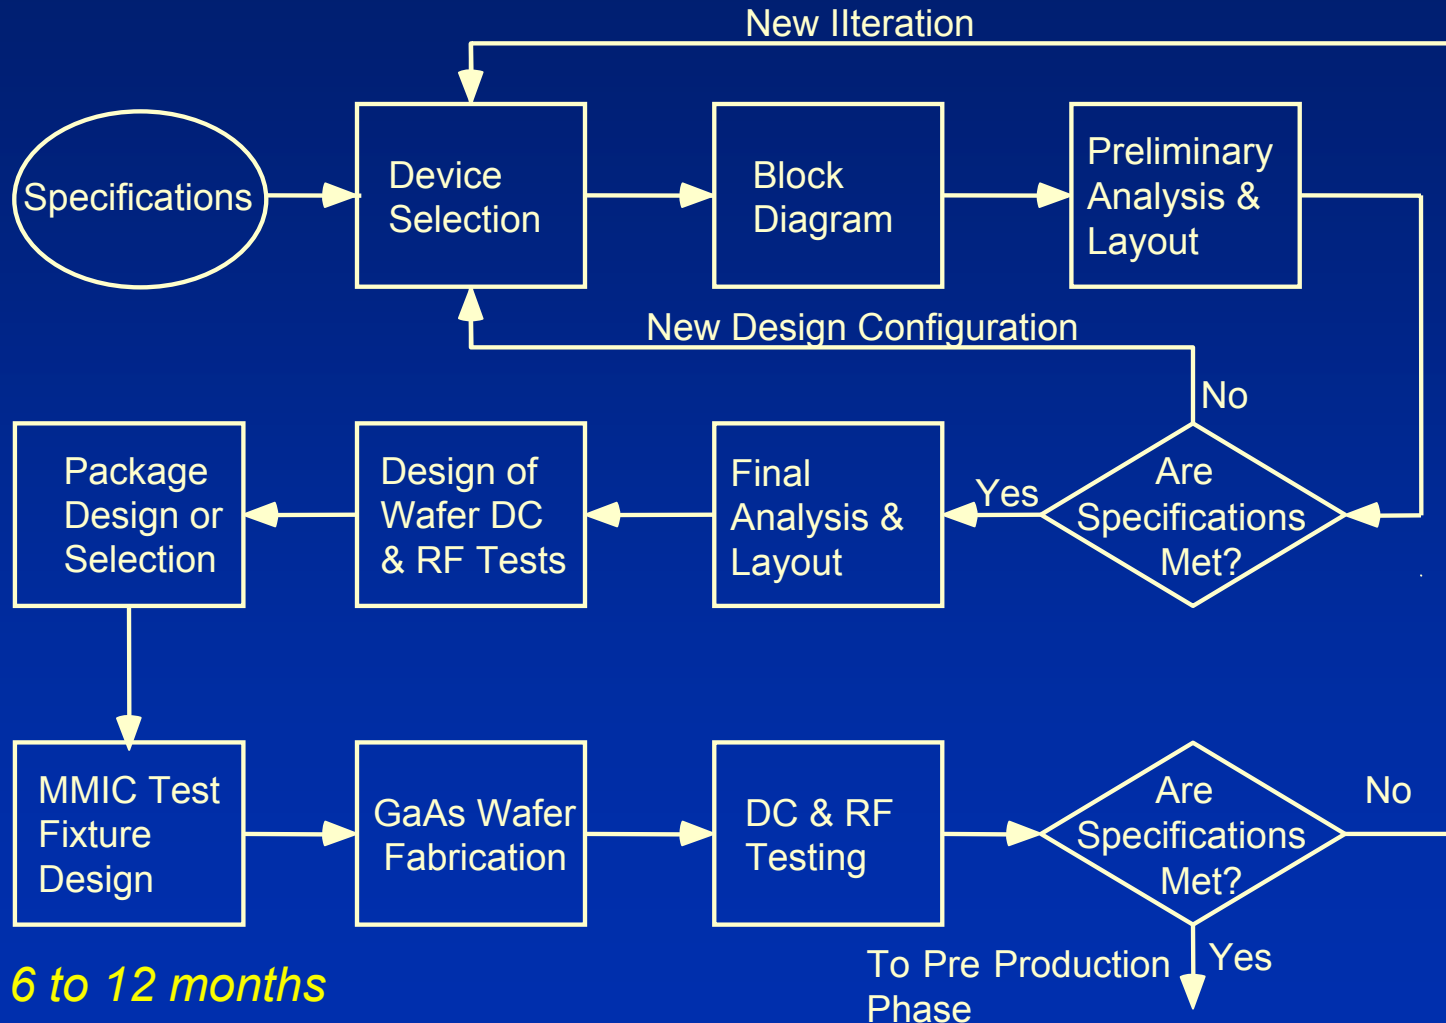 New IIteration
Specifications
Device
Selection
Block
Diagram
Preliminary
Analysis &
Layout
New Design Configuration
No
Package
Design or
Selection
Design of
Wafer DC
& RF Tests
Final
Analysis &
Layout
Yes
Are
Specifications
Met?
MMIC Test
Fixture
Design
GaAs Wafer
Fabrication
DC & RF
Testing
Are
Specifications
Met?
No
6 to 12 months
To Pre Production
Phase
Yes